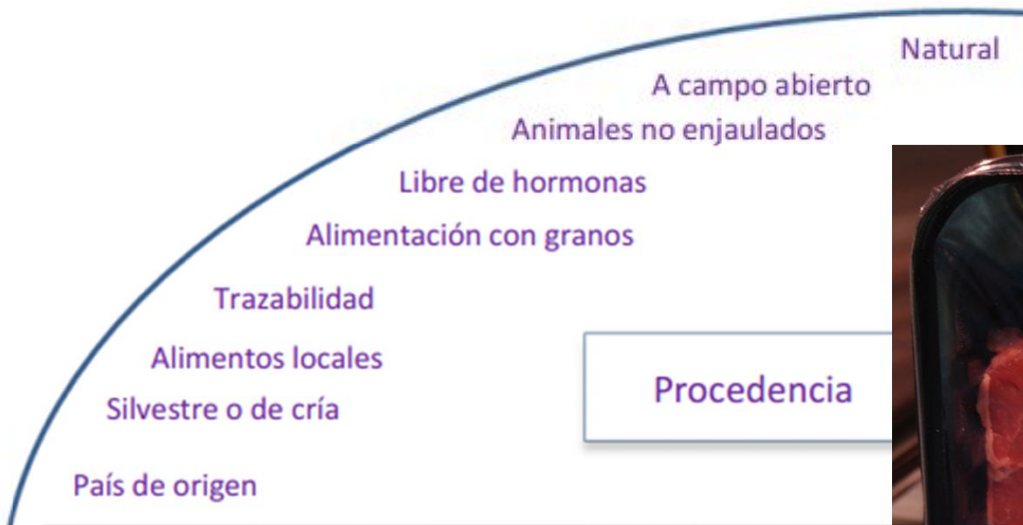 Natural
A campo abierto
Animales no enjaulados
Libre de hormonas
Alimentación con granos
Trazabilidad
Alimentos locales
Procedencia
Silvestre o de cría
País de origen